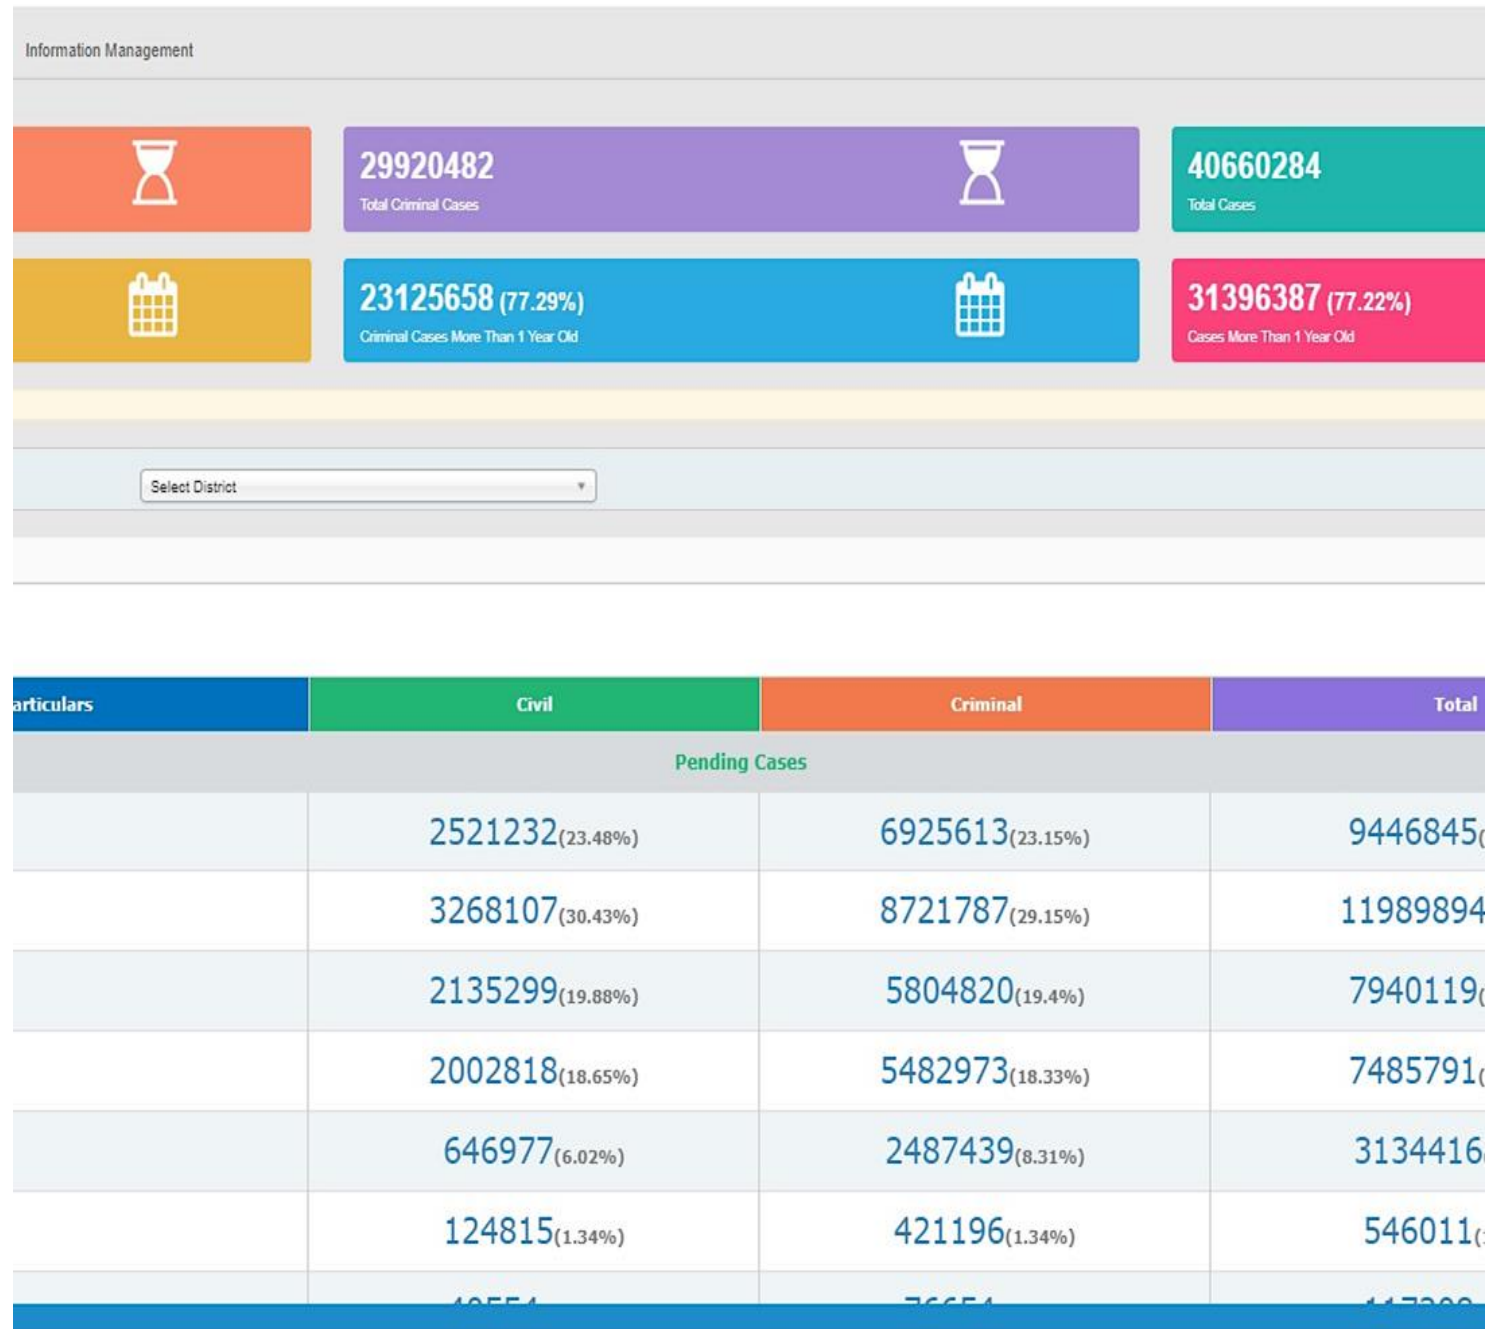 Information Management
29920482
Total Criminal Cases
40660284
Total Cases
23125658 (77.29%)
Criminal Cases More Than 1 Year Old
31396387 (77.22%)
Cases More Than 1 Year Old
Select District
articulars Civil Criminal Total
Pending Cases
2521232(23.48%) 6925613(23.15%) 9446845(
3268107(30.43%) 8721787(29.15%) 11989894
2135299(19.88%) 5804820(19.4%) 7940119(
2002818(18.65%) 5482973(18.33%) 7485791(
646977(6.02%) 2487439(8.31%) 3134416
124815(1.34%) 421196(1.34%) 546011(